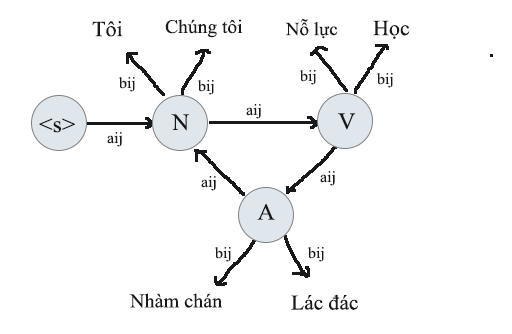 Tôi Chúng tôi Nỗ lực Học
bij bij bij bij
<s> aij N aij V
aij aij
A
bij bij
Nhàm chán Lác đác